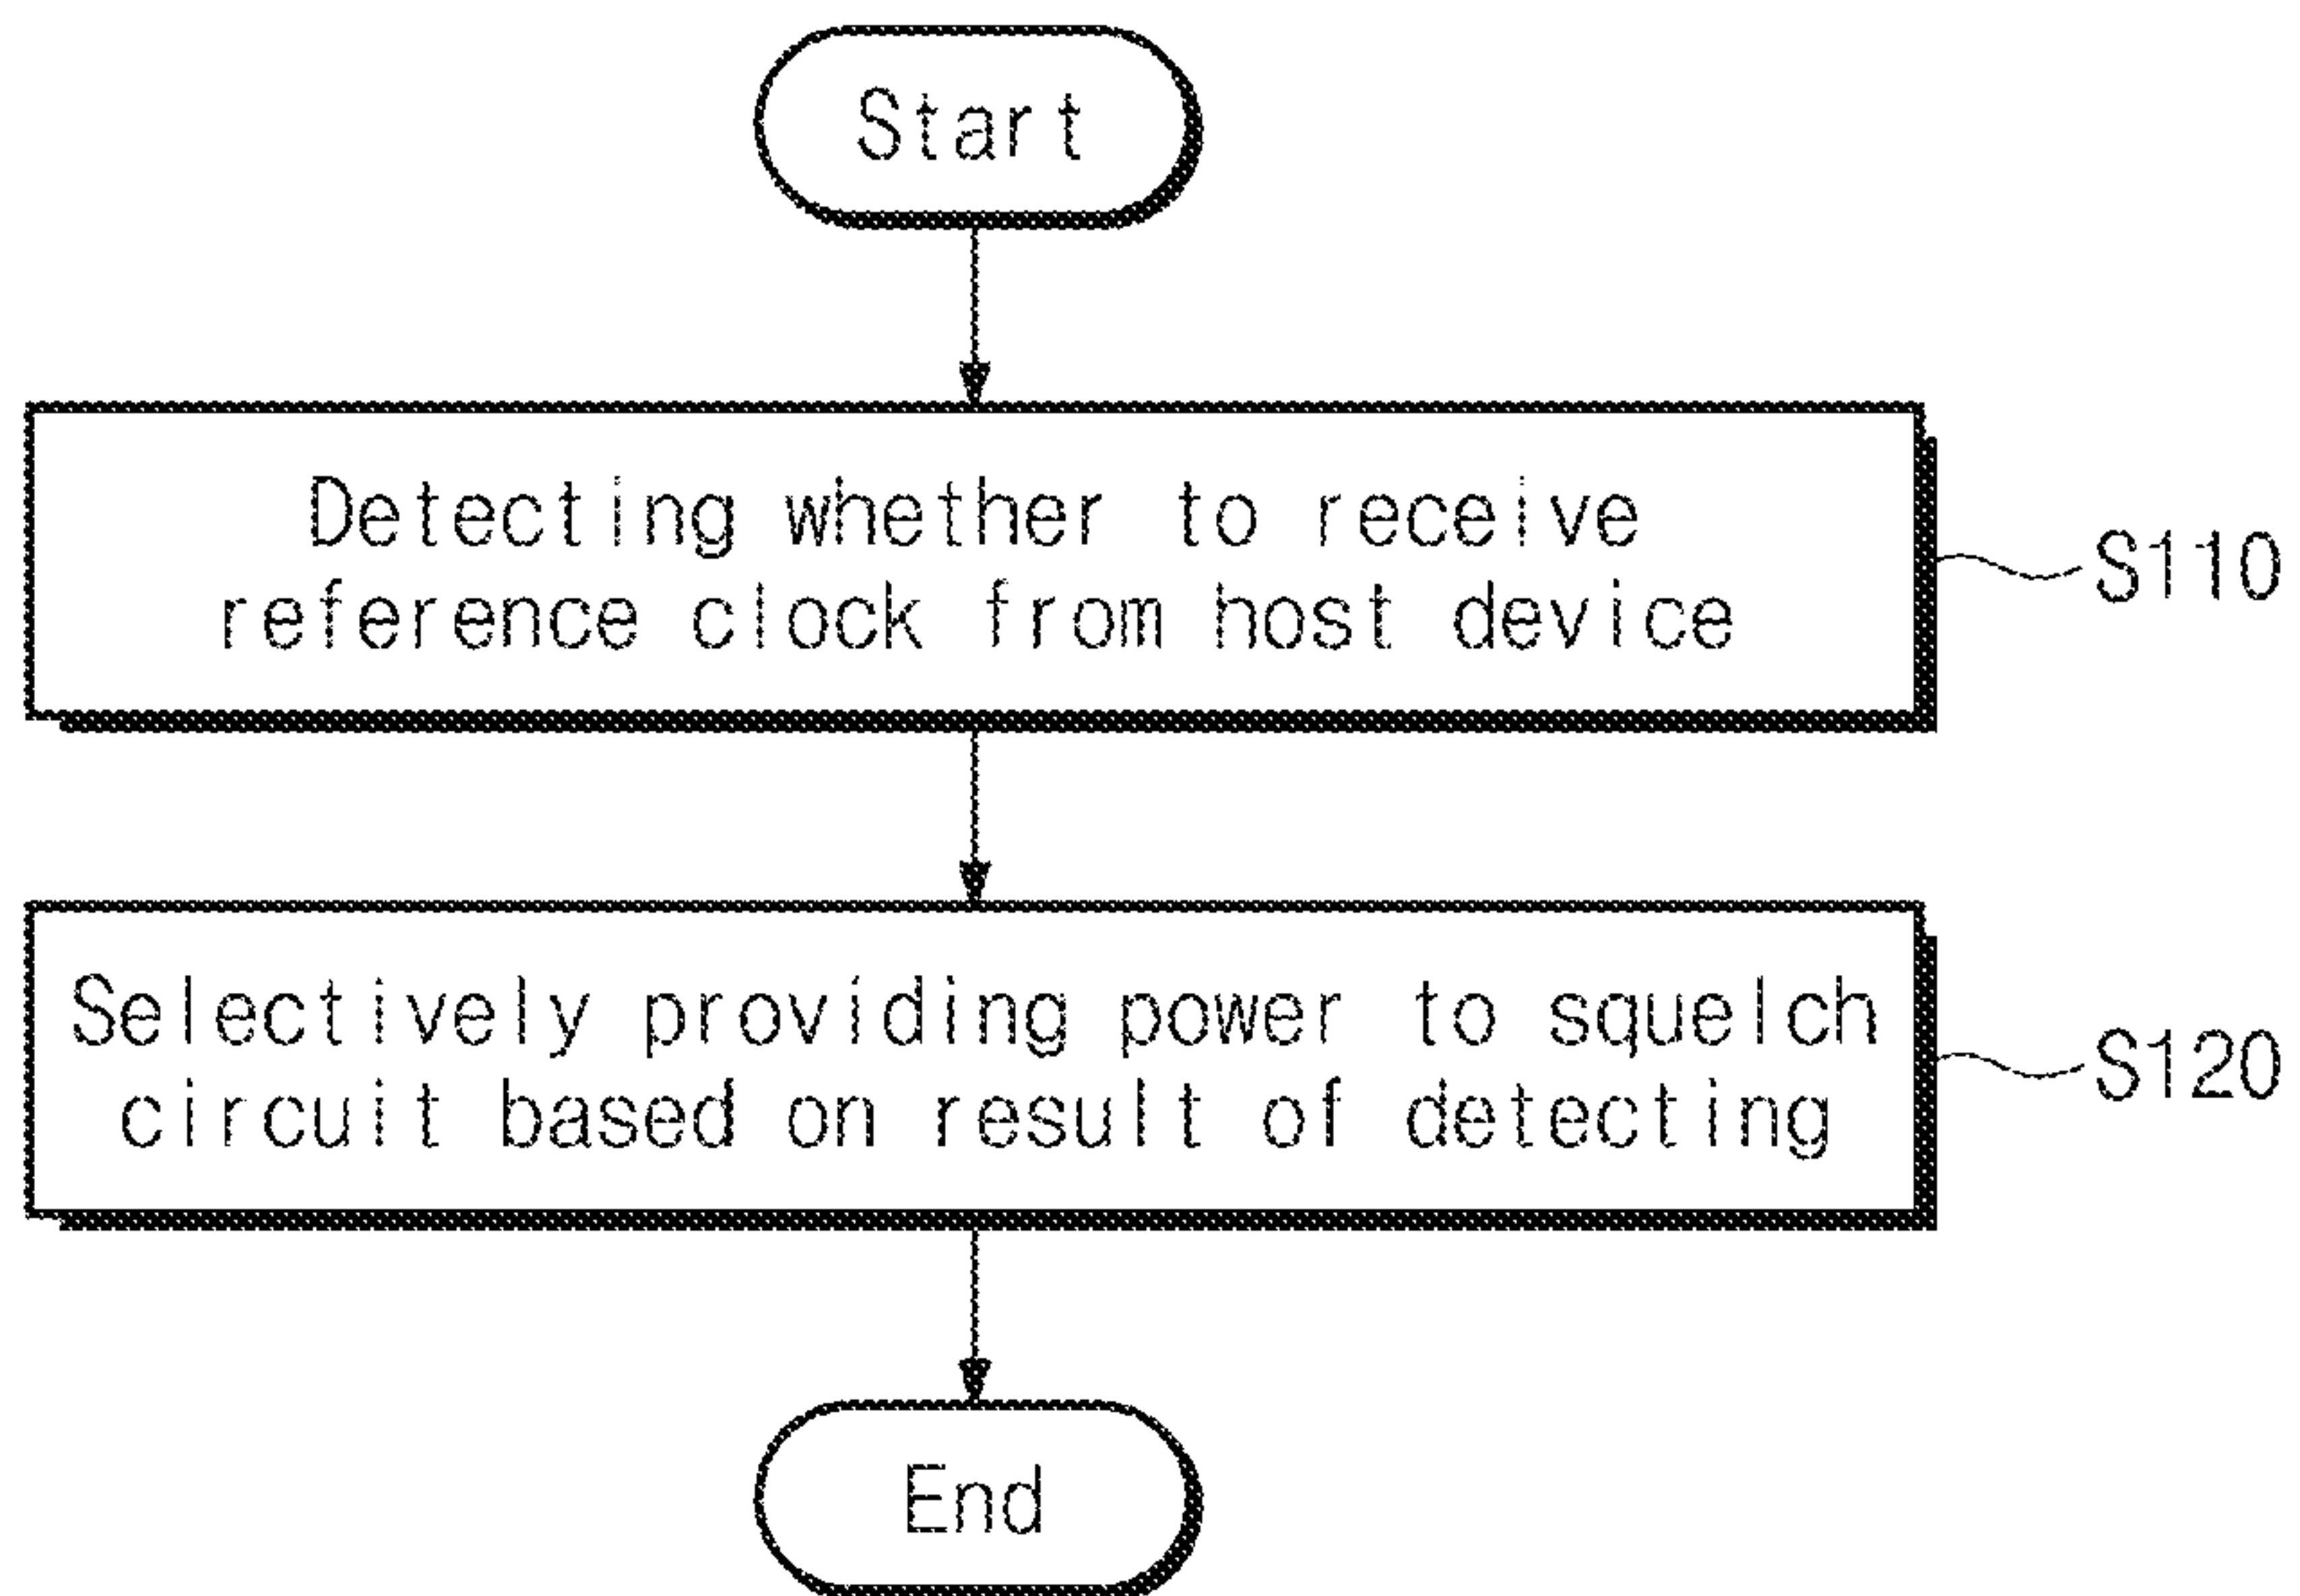 Start
Detecting whether to receive
reference clock from host device
S110
Selectively providing power to squelch
circuit based on result of detecting
S120
End